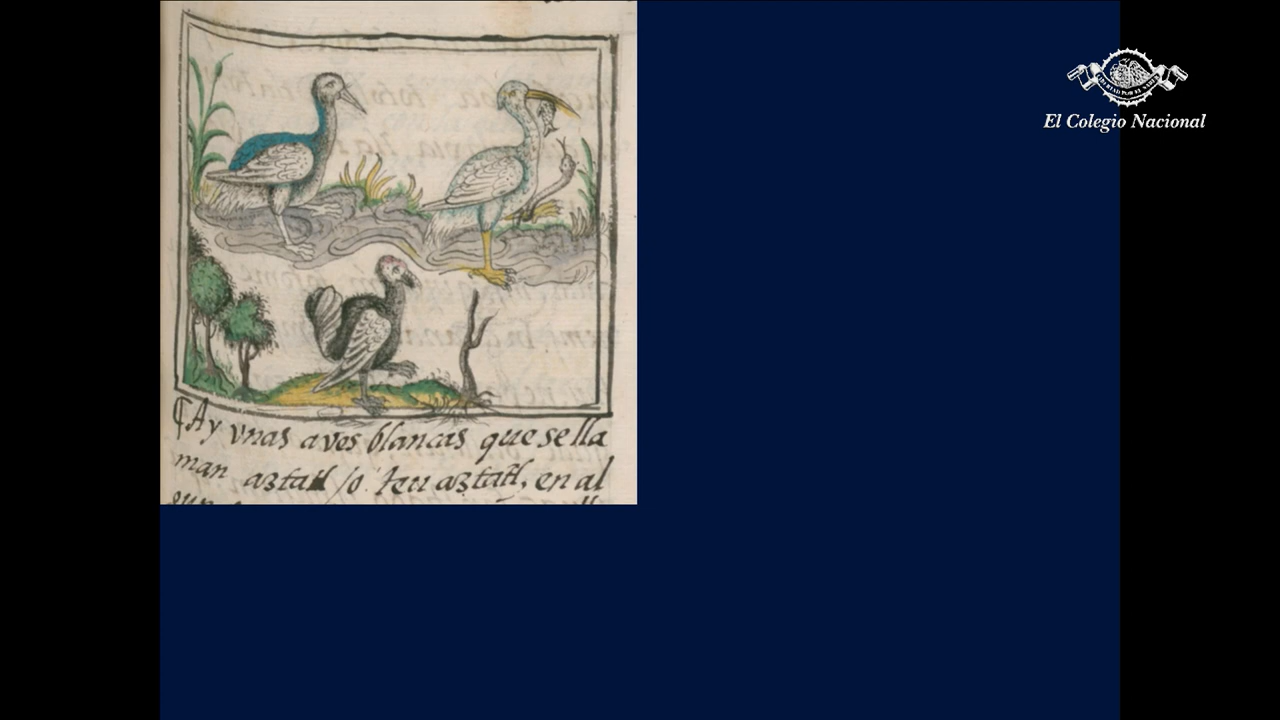 ¶Ay vnas aves blancas que se lla
man aztatl /o teu aztatl, en al
El Colegio Nacional